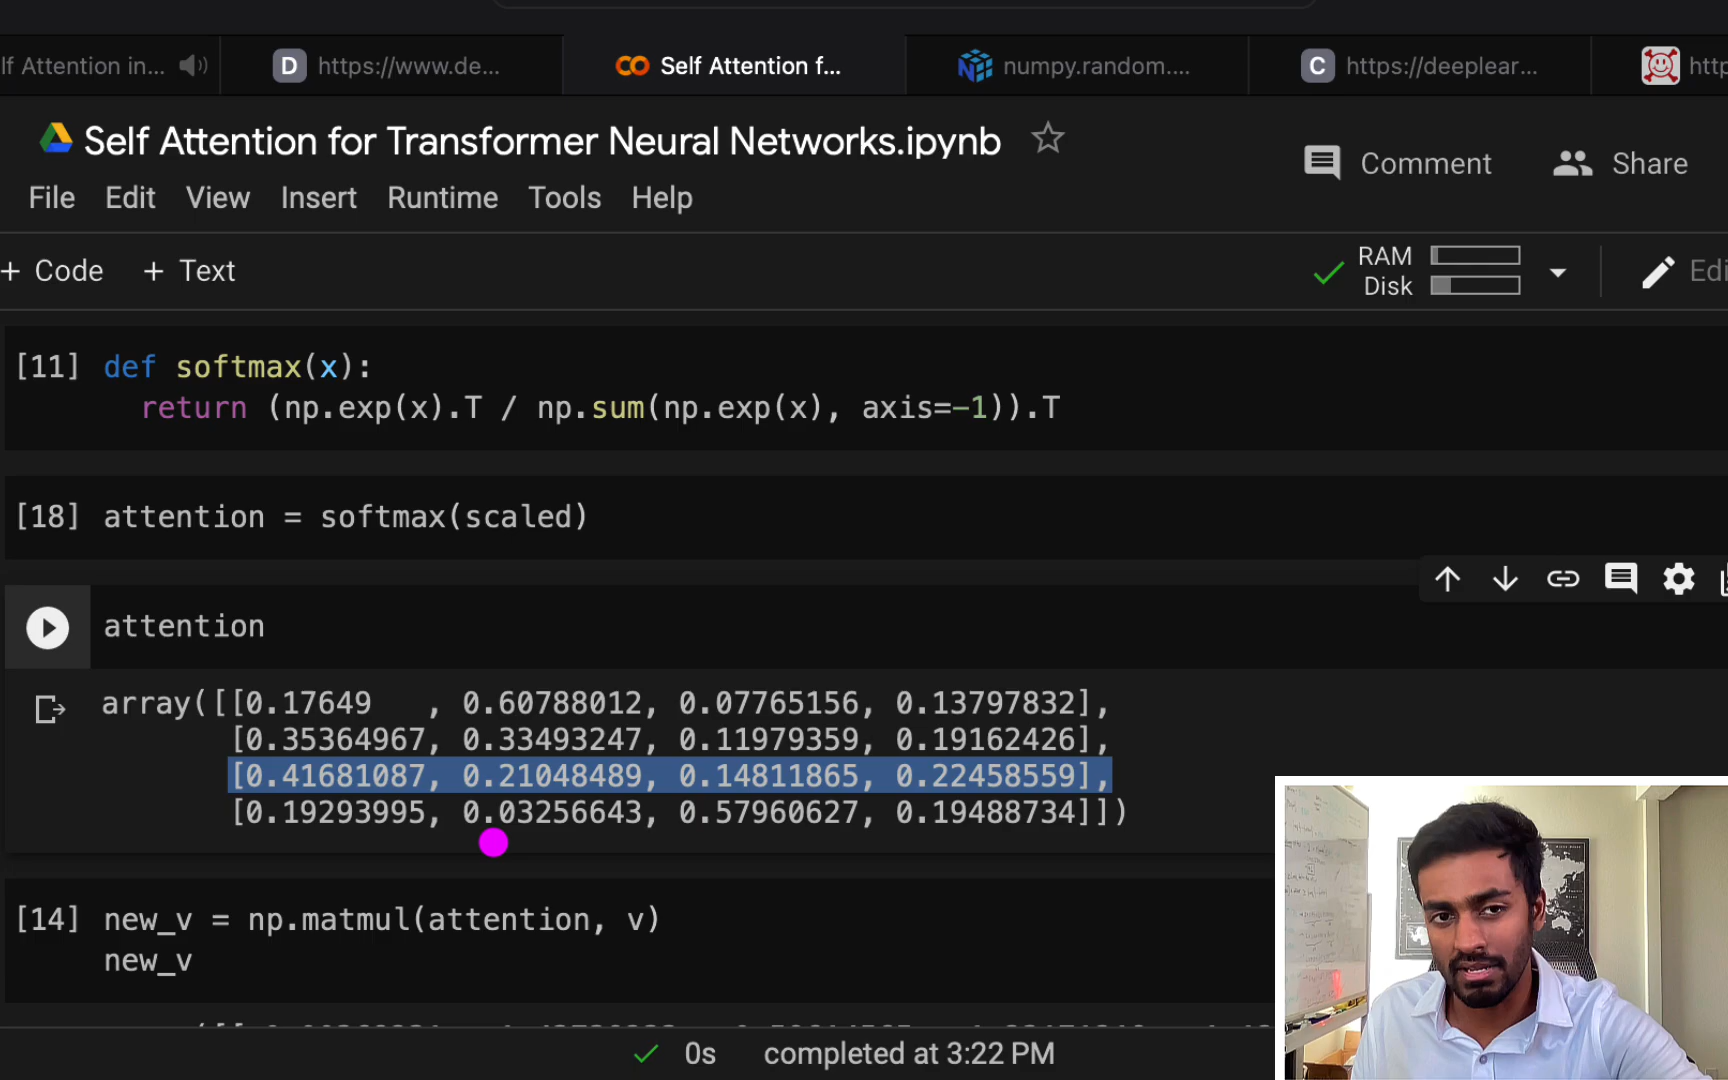 lf Attention in...
D https://www.de...
Self Attention f...
numpy.random....
C https://deeplear...
http
Self Attention for Transformer Neural Networks.ipynb
Comment
Share
File Edit View Insert Runtime Tools Help
+ Code + Text
RAM
Disk
Edi
[11] def softmax(x):
return (np.exp(x).T / np.sum(np.exp(x), axis=-1)).T
[18] attention = softmax(scaled)
attention
array([[0.17649   , 0.60788012, 0.07765156, 0.13797832],
[0.35364967, 0.33493247, 0.11979359, 0.19162426],
[0.41681087, 0.21048489, 0.14811865, 0.22458559],
[0.19293995, 0.03256643, 0.57960627, 0.19488734]])
[14] new_v = np.matmul(attention, v)
new_v
0s completed at 3:22 PM